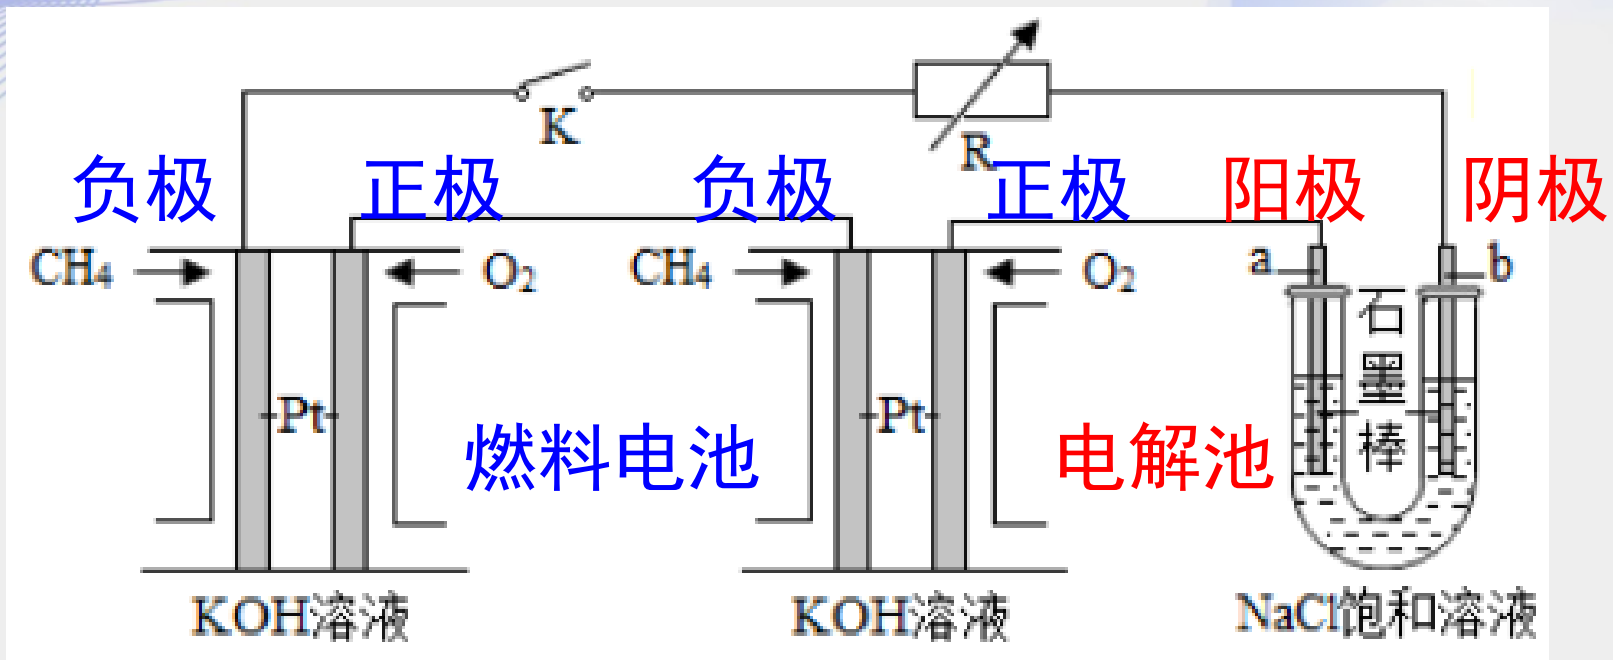 K
R
负极 正极 负极 正极 阳极 阴极
CH₄ O₂ CH₄ O₂ a b
石墨棒
Pt Pt
燃料电池 电解池
KOH溶液 KOH溶液 NaCl饱和溶液